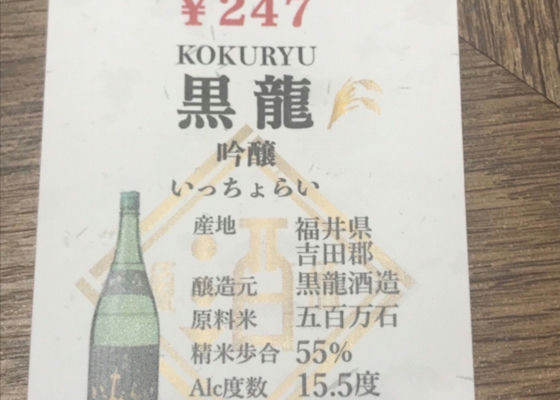 ¥247
KOKURYU
黒龍
吟醸
いっちょらい
産地 福井県
吉田郡
醸造元 黒龍酒造
原料米 五百万石
精米歩合 55%
Alc度数 15.5度
酒